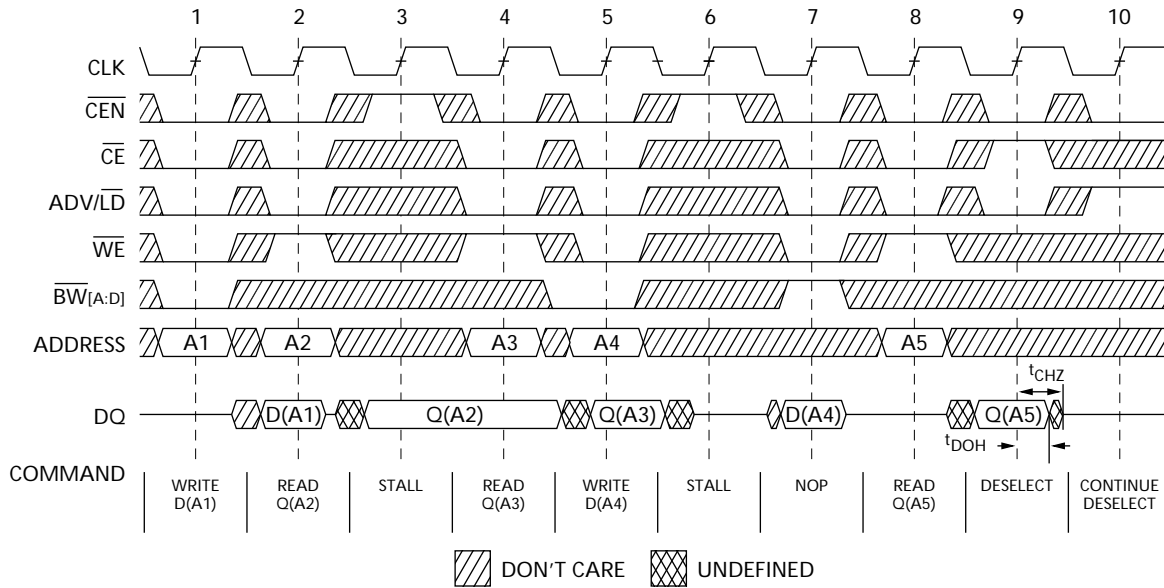 1 2 3 4 5 6 7 8 9 10
CLK
CEN
CE
ADV/LD
WE
BW[A:D]
ADDRESS A1 A2 A3 A4 A5
tCHZ
DQ D(A1) Q(A2) Q(A3) D(A4) Q(A5)
tDOH
COMMAND
WRITE D(A1)
READ Q(A2)
STALL
READ Q(A3)
WRITE D(A4)
STALL
NOP
READ Q(A5)
DESELECT
CONTINUE DESELECT
DON'T CARE UNDEFINED